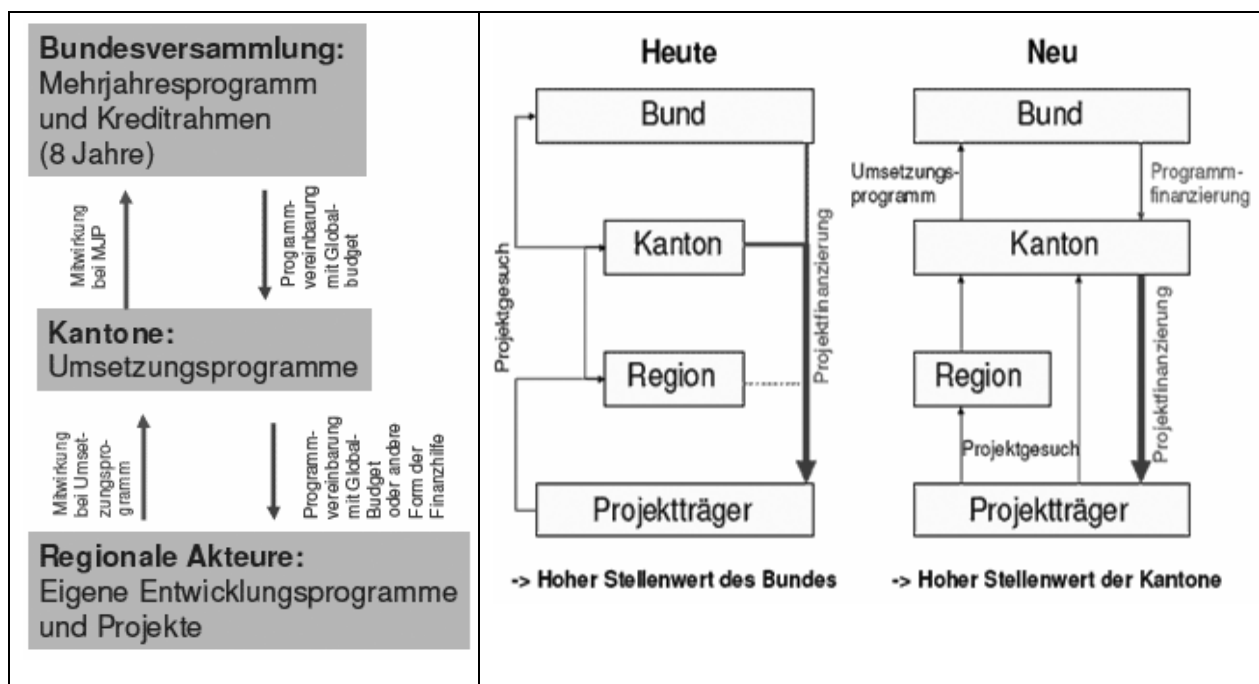 Bundesversammlung:
Mehrjahresprogramm
und Kreditrahmen
(8 Jahre)
Mitwirkung
bei MJP
Programm-
vereinbarung
mit Global-
budget
Kantone:
Umsetzungsprogramme
Mitwirkung
bei Umset-
zungspro-
gramm
Programm-
vereinbarung
mit Global-
Budget
oder andere
Form der
Finanzhilfe
Regionale Akteure:
Eigene Entwicklungsprogramme
und Projekte
Heute
Bund
Kanton
Region
Projektträger
Projektgesuch
Projektfinanzierung
-> Hoher Stellenwert des Bundes
Neu
Bund
Umsetzungs-
programm
Programm-
finanzierung
Kanton
Region
Projektgesuch
Projektfinanzierung
Projektträger
-> Hoher Stellenwert der Kantone